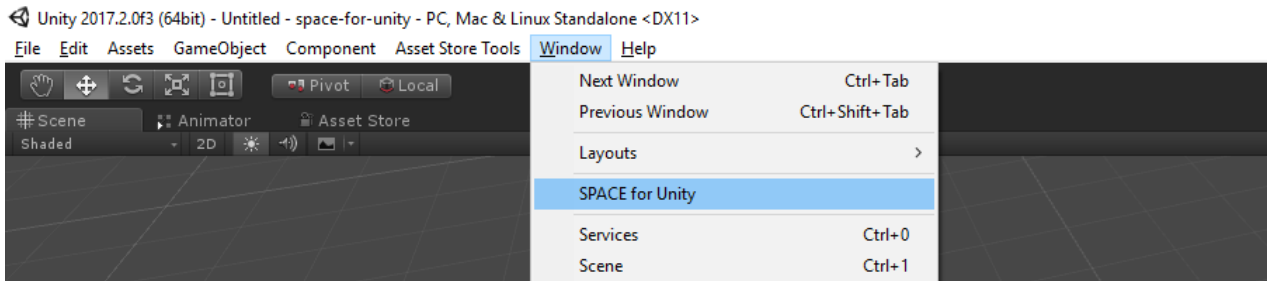 Unity 2017.2.0f3 (64bit) - Untitled - space-for-unity - PC, Mac & Linux Standalone <DX11>
File Edit Assets GameObject Component Asset Store Tools Window Help
Pivot Local
Next Window Ctrl+Tab
Previous Window Ctrl+Shift+Tab
#Scene Animator Asset Store
Shaded 2D
Layouts
SPACE for Unity
Services Ctrl+0
Scene Ctrl+1